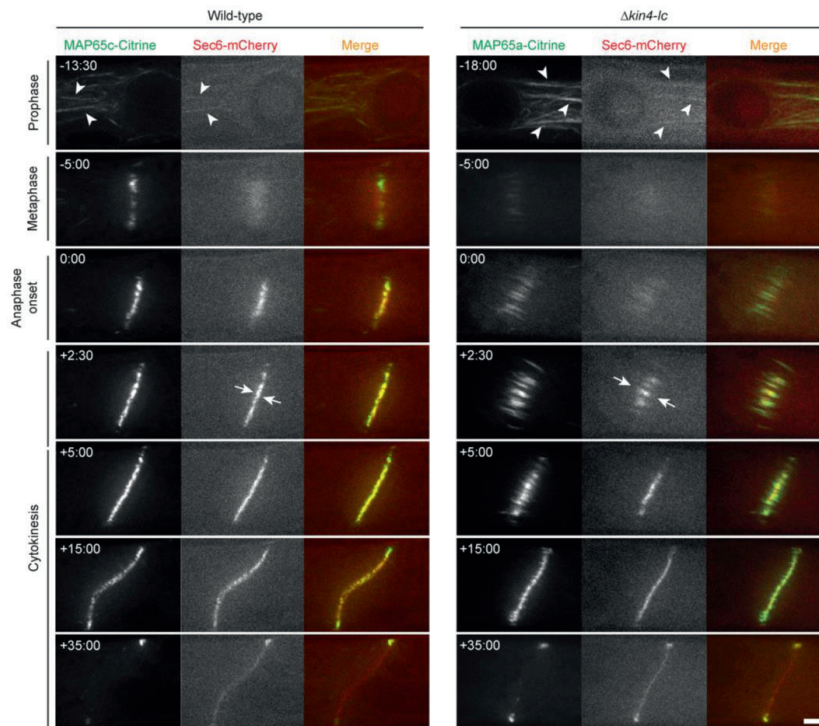 Wild-type
Δkin4-Ic
MAP65c-Citrine Sec6-mCherry Merge
MAP65a-Citrine Sec6-mCherry Merge
Prophase
-13:30
-18:00
Metaphase
-5:00
-5:00
Anaphase
onset
0:00
0:00
+2:30
+2:30
Cytokinesis
+5:00
+5:00
+15:00
+15:00
+35:00
+35:00